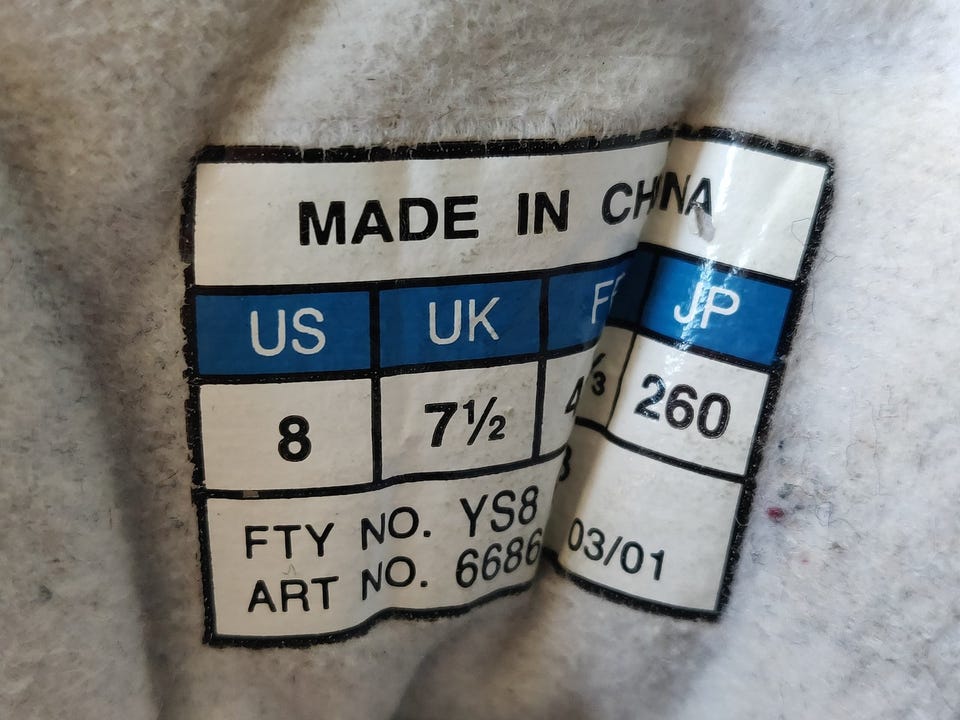 MADE IN CHINA
US UK JP
8 7½ 260
FTY NO. YS8
ART NO. 6686 03/01